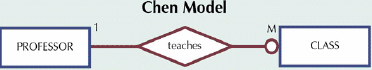 Chen Model
1
M
PROFESSOR
teaches
CLASS